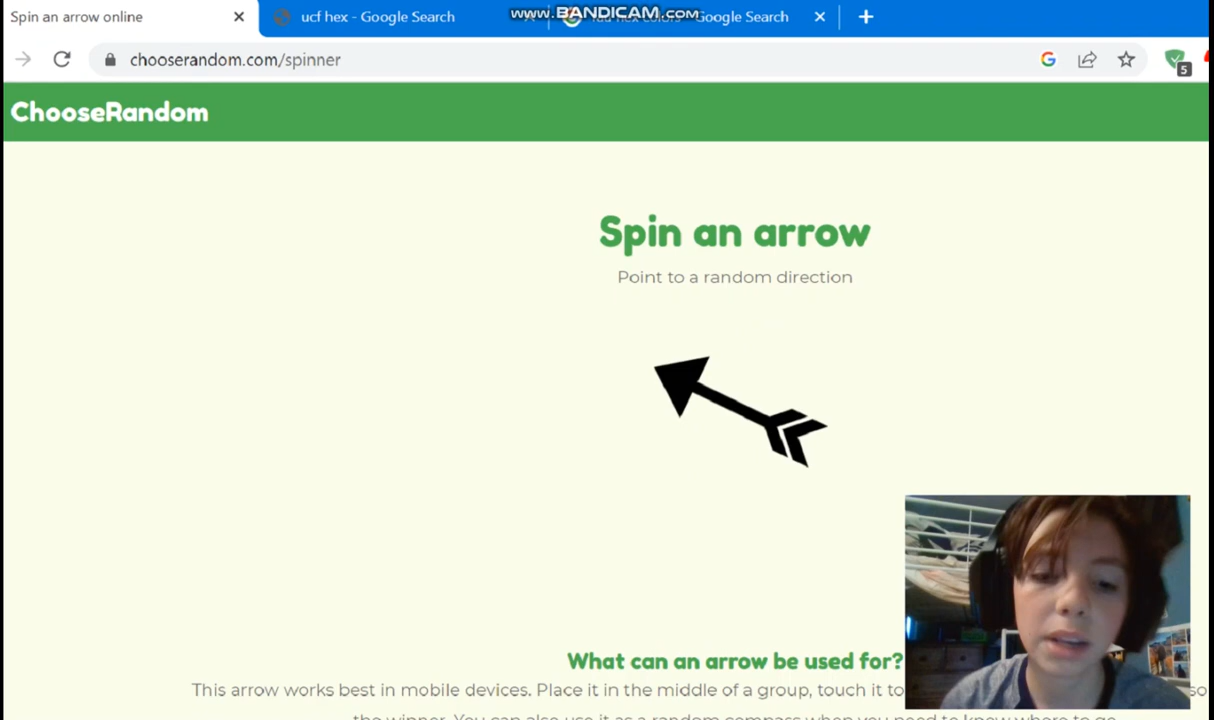 Spin an arrow online
ucf hex - Google Search
Google Search
www.BANDICAM.com
chooserandom.com/spinner
5
ChooseRandom
Spin an arrow
Point to a random direction
What can an arrow be used for?
This arrow works best in mobile devices. Place it in the middle of a group, touch it to
so
the winner. You can also use it as a random compass when you need to know where to go